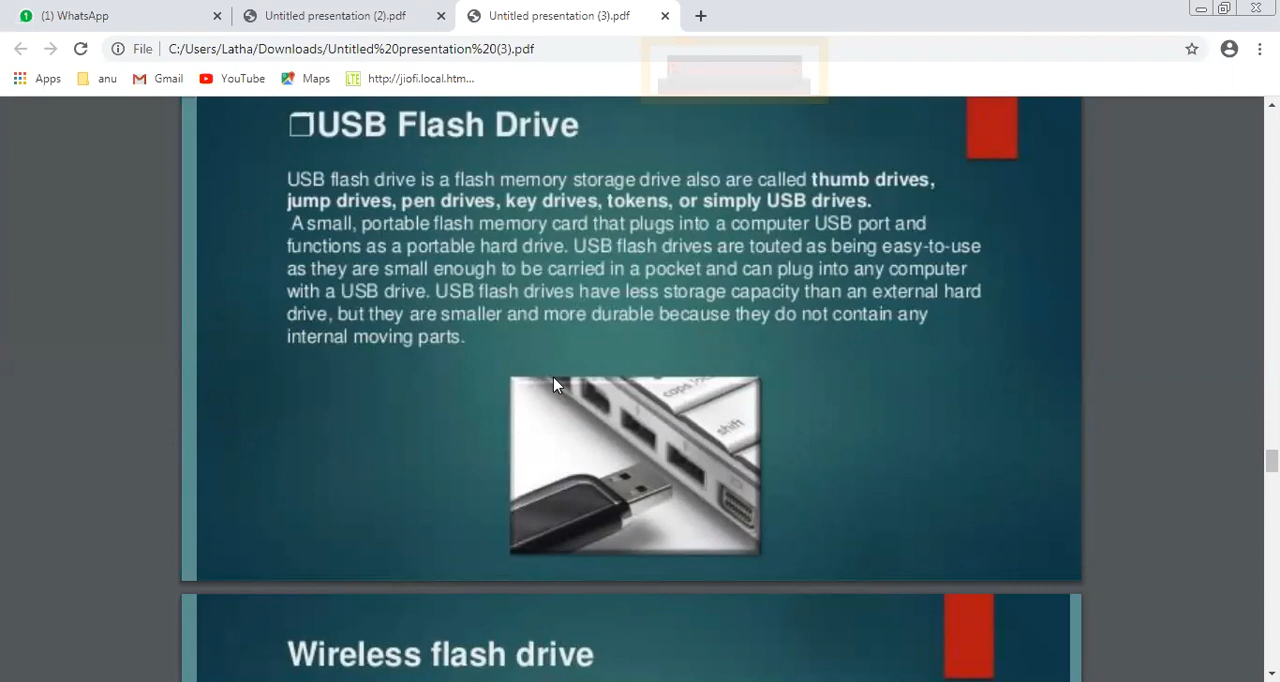 (1) WhatsApp
Untitled presentation (2).pdf
Untitled presentation (3).pdf
File
C:/Users/Latha/Downloads/Untitled%20presentation%20(3).pdf
Apps
anu
Gmail
YouTube
Maps
LTE
http://jiofi.local.htm...
❒USB Flash Drive
USB flash drive is a flash memory storage drive also are called thumb drives,
jump drives, pen drives, key drives, tokens, or simply USB drives.
A small, portable flash memory card that plugs into a computer USB port and
functions as a portable hard drive. USB flash drives are touted as being easy-to-use
as they are small enough to be carried in a pocket and can plug into any computer
with a USB drive. USB flash drives have less storage capacity than an external hard
drive, but they are smaller and more durable because they do not contain any
internal moving parts.
caps
shift
Wireless flash drive